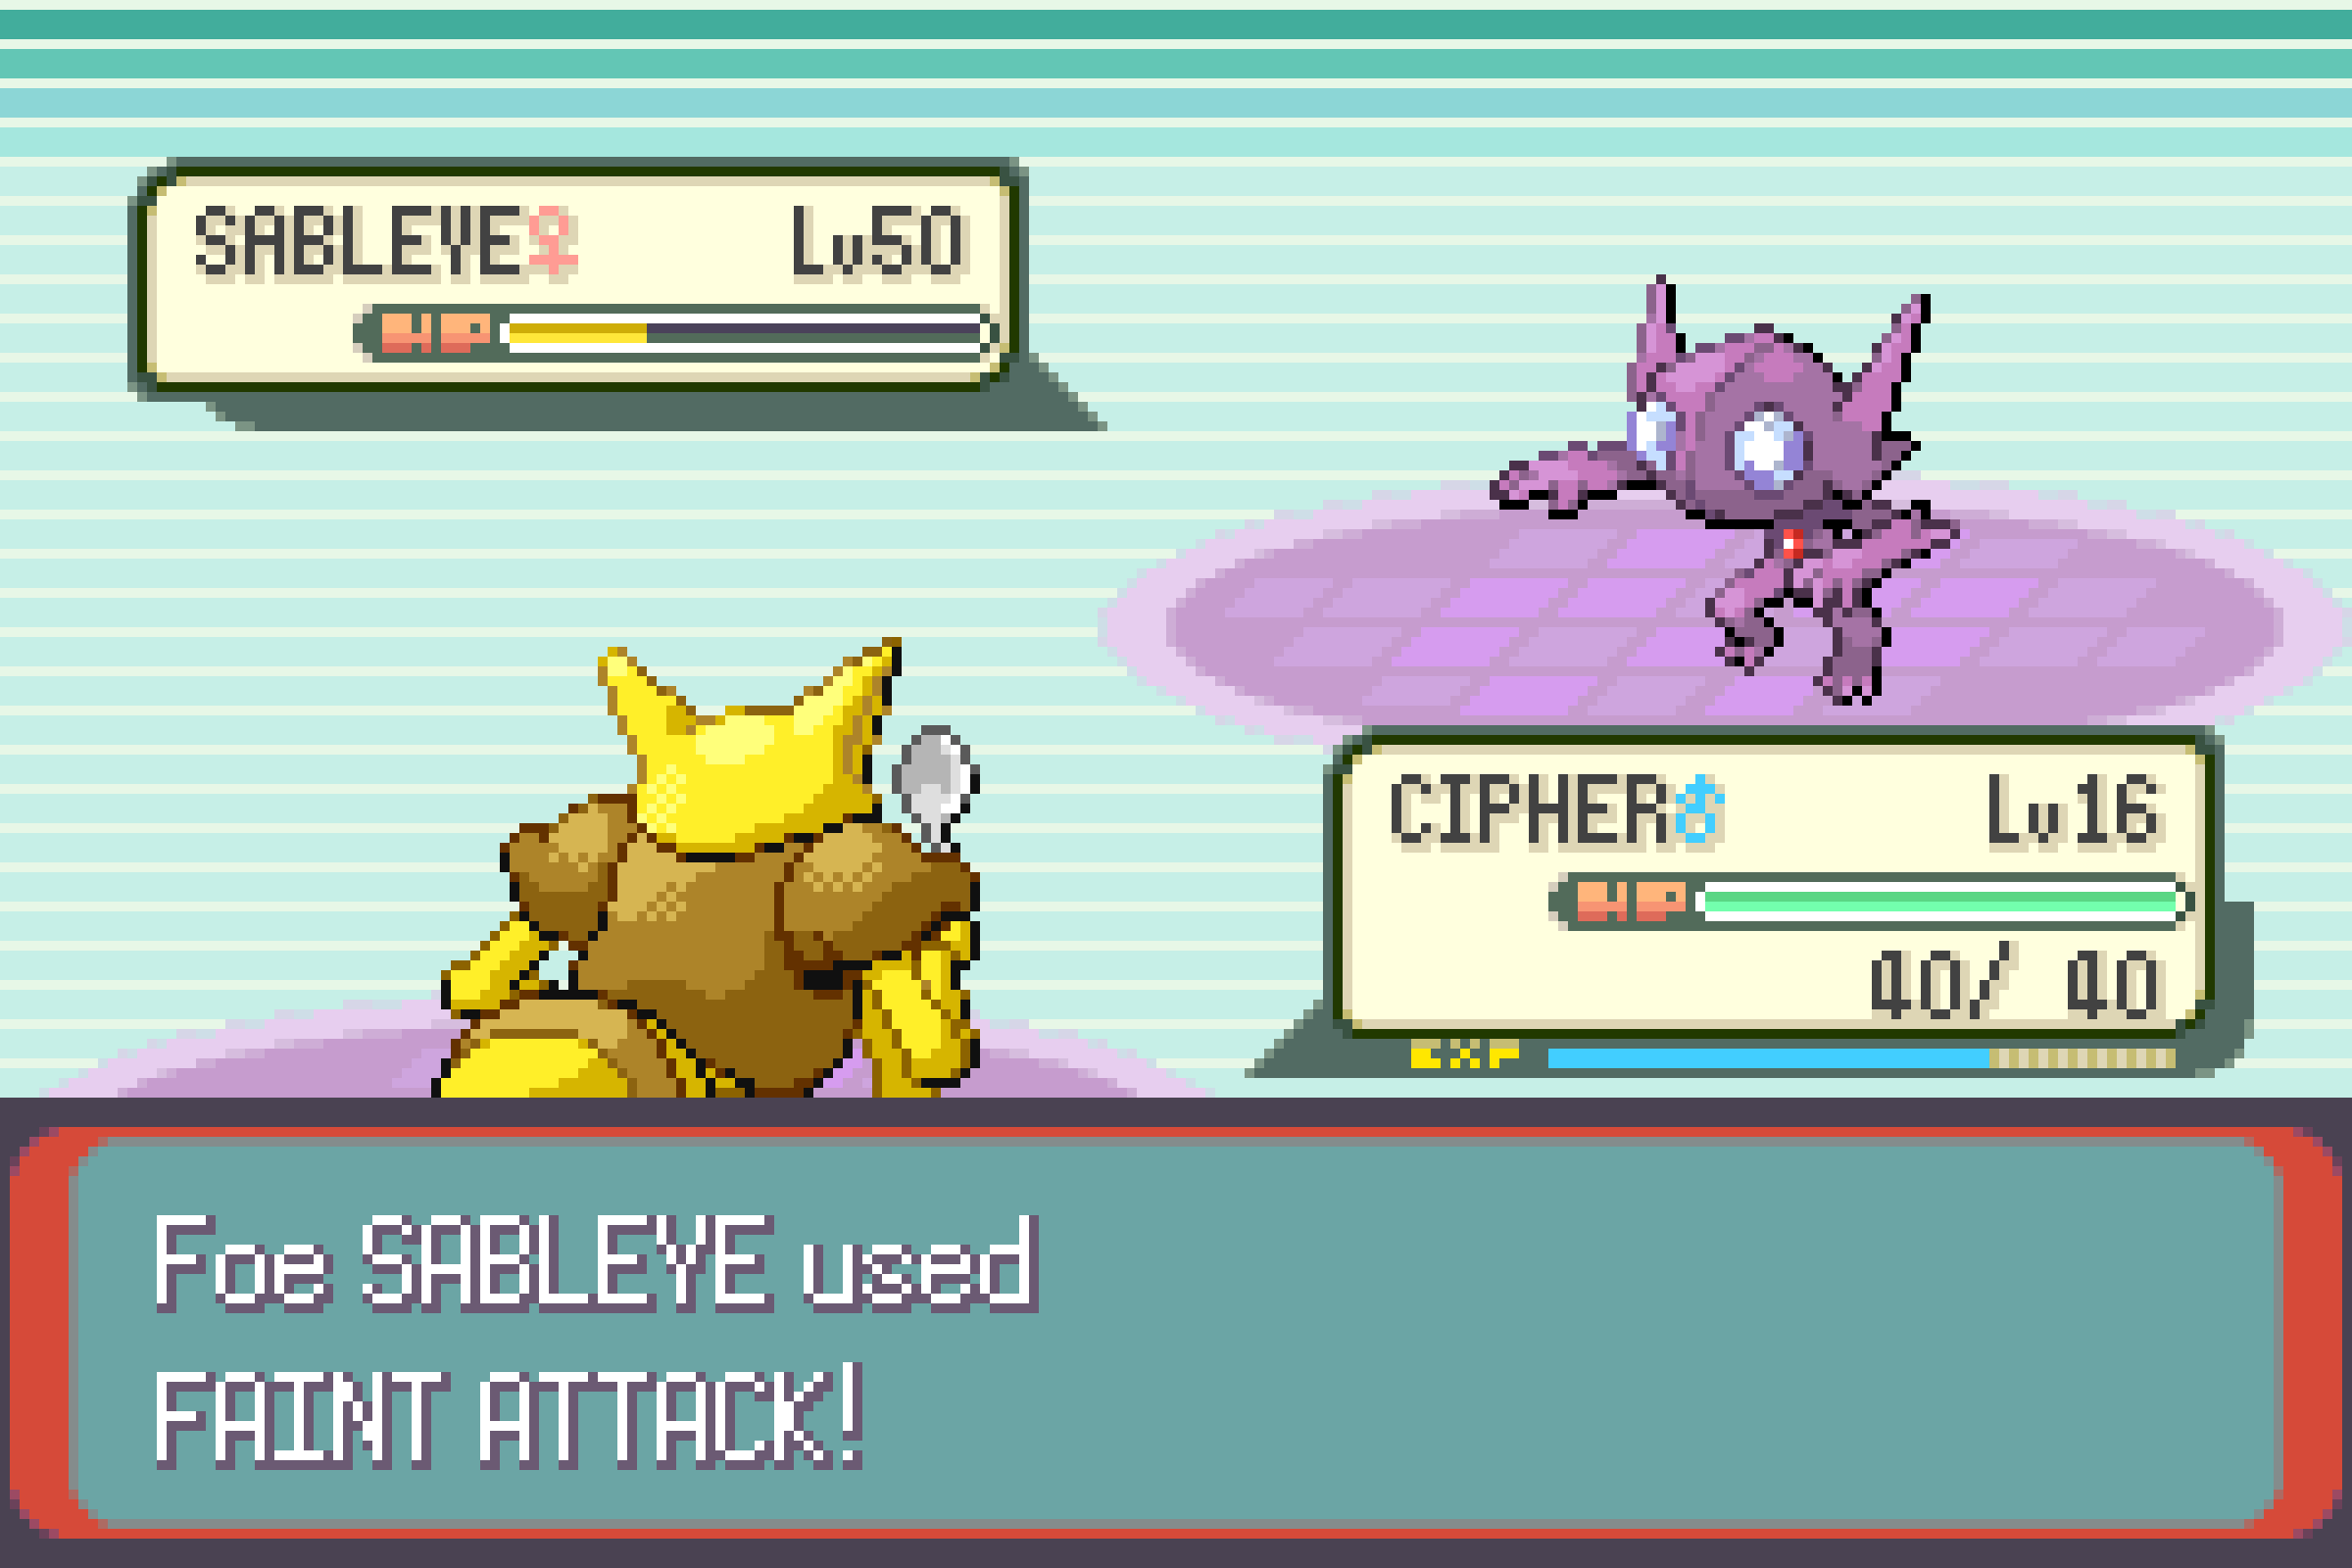 SABLEYE♀ Lv50
HP
CIPHER♂ Lv16
HP
40/ 40
EXP
Foe SABLEYE used
FAINT ATTACK!